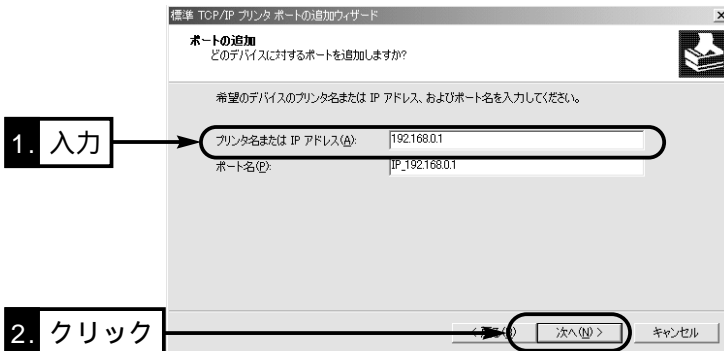 標準 TCP/IP プリンタ ポートの追加ウィザード
ポートの追加
どのデバイスに対するポートを追加しますか?
希望のデバイスのプリンタ名または IP アドレス、およびポート名を入力してください。
1. 入力
プリンタ名または IP アドレス(A): 192.168.0.1
ポート名(P): IP_192.168.0.1
2. クリック
次へ(N) > キャンセル